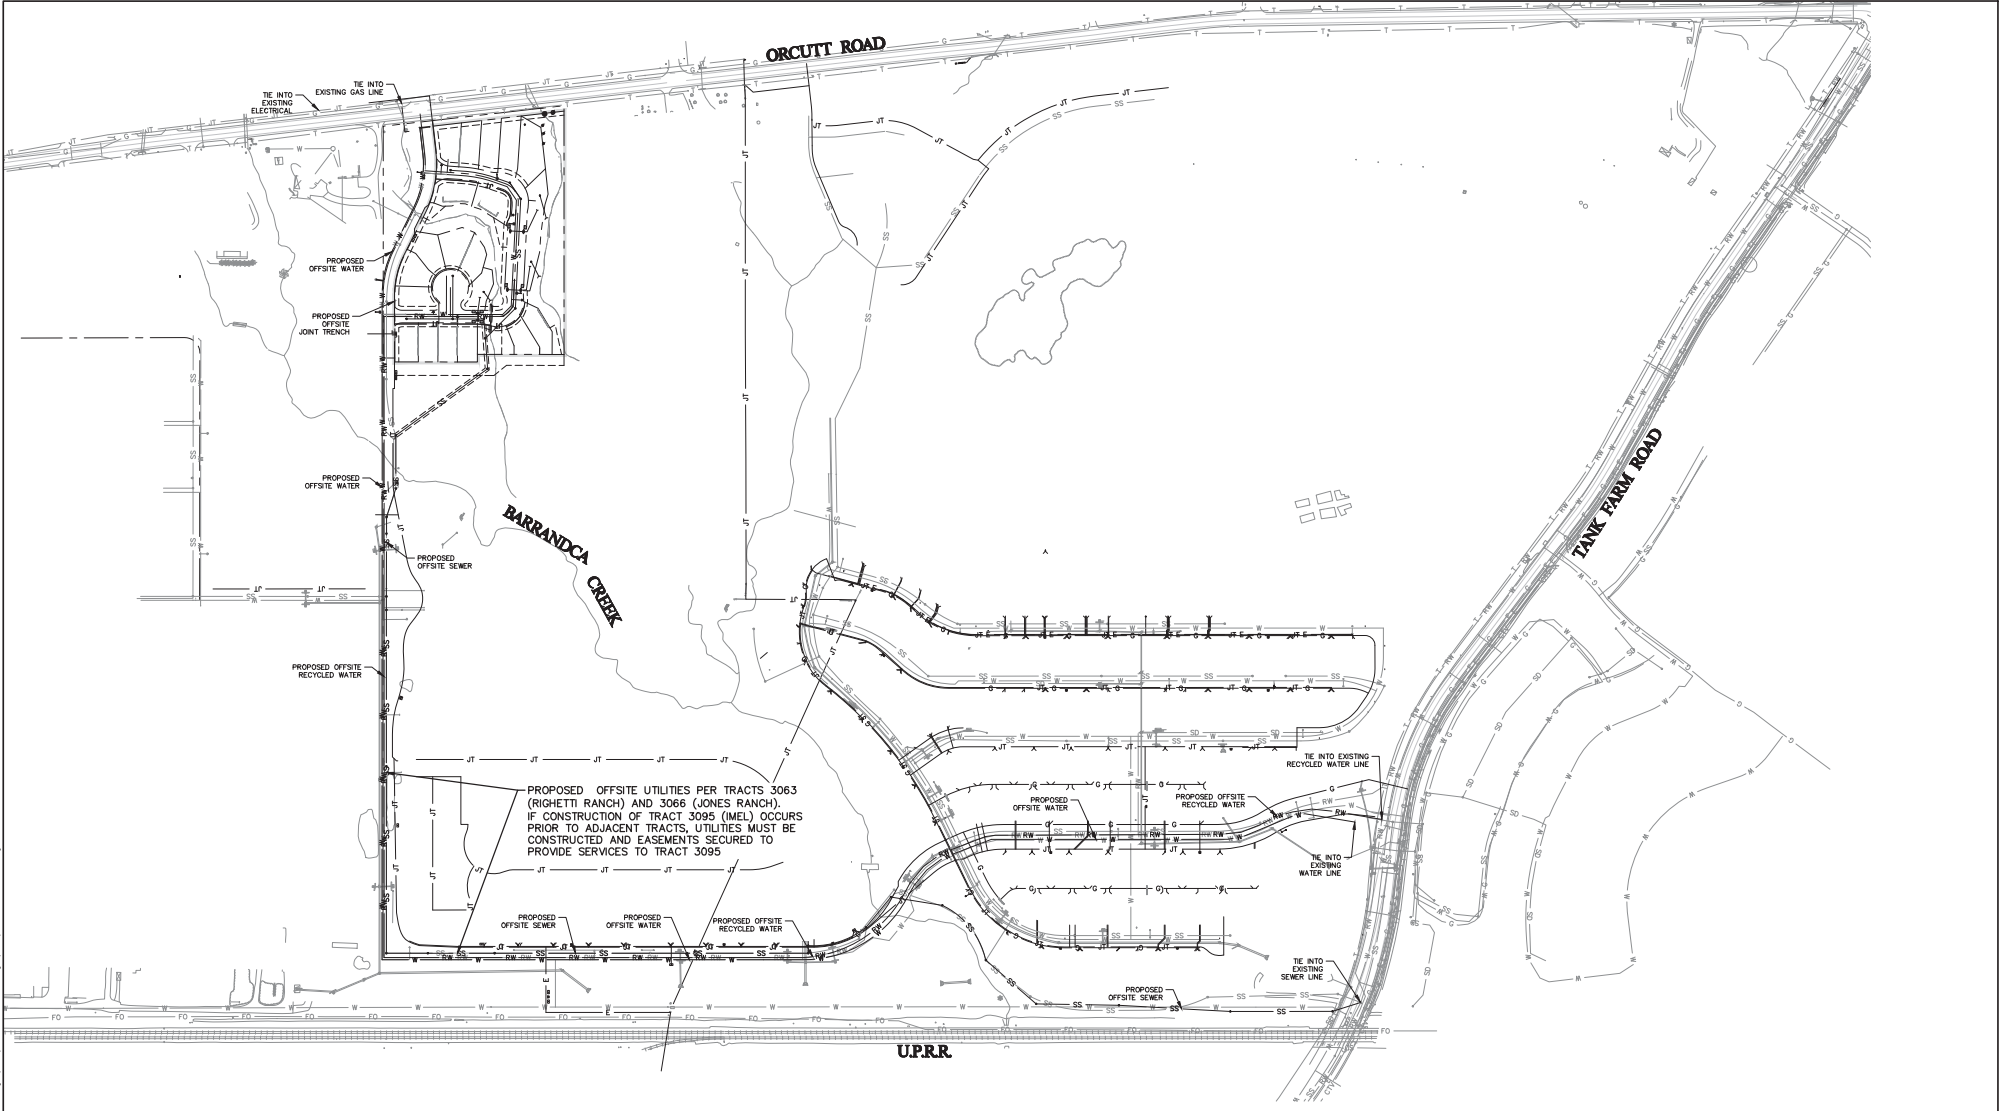 ORCUTT ROAD
TIE INTO
EXISTING
ELECTRICAL
TIE INTO
EXISTING GAS LINE
PROPOSED
OFFSITE WATER
PROPOSED
OFFSITE
JOINT TRENCH
PROPOSED
OFFSITE WATER
BARRANDCA
CREEK
TANK FARM ROAD
PROPOSED
OFFSITE SEWER
PROPOSED OFFSITE
RECYCLED WATER
PROPOSED OFFSITE UTILITIES PER TRACTS 3063
(RIGHETTI RANCH) AND 3066 (JONES RANCH).
IF CONSTRUCTION OF TRACT 3095 (IMEL) OCCURS
PRIOR TO ADJACENT TRACTS, UTILITIES MUST BE
CONSTRUCTED AND EASEMENTS SECURED TO
PROVIDE SERVICES TO TRACT 3095
TIE INTO EXISTING
RECYCLED WATER LINE
PROPOSED
OFFSITE WATER
PROPOSED OFFSITE
RECYCLED WATER
TIE INTO
EXISTING
WATER LINE
PROPOSED
OFFSITE SEWER
PROPOSED
OFFSITE WATER
PROPOSED OFFSITE
RECYCLED WATER
TIE INTO
EXISTING
SEWER LINE
PROPOSED
OFFSITE SEWER
U.P.R.R.